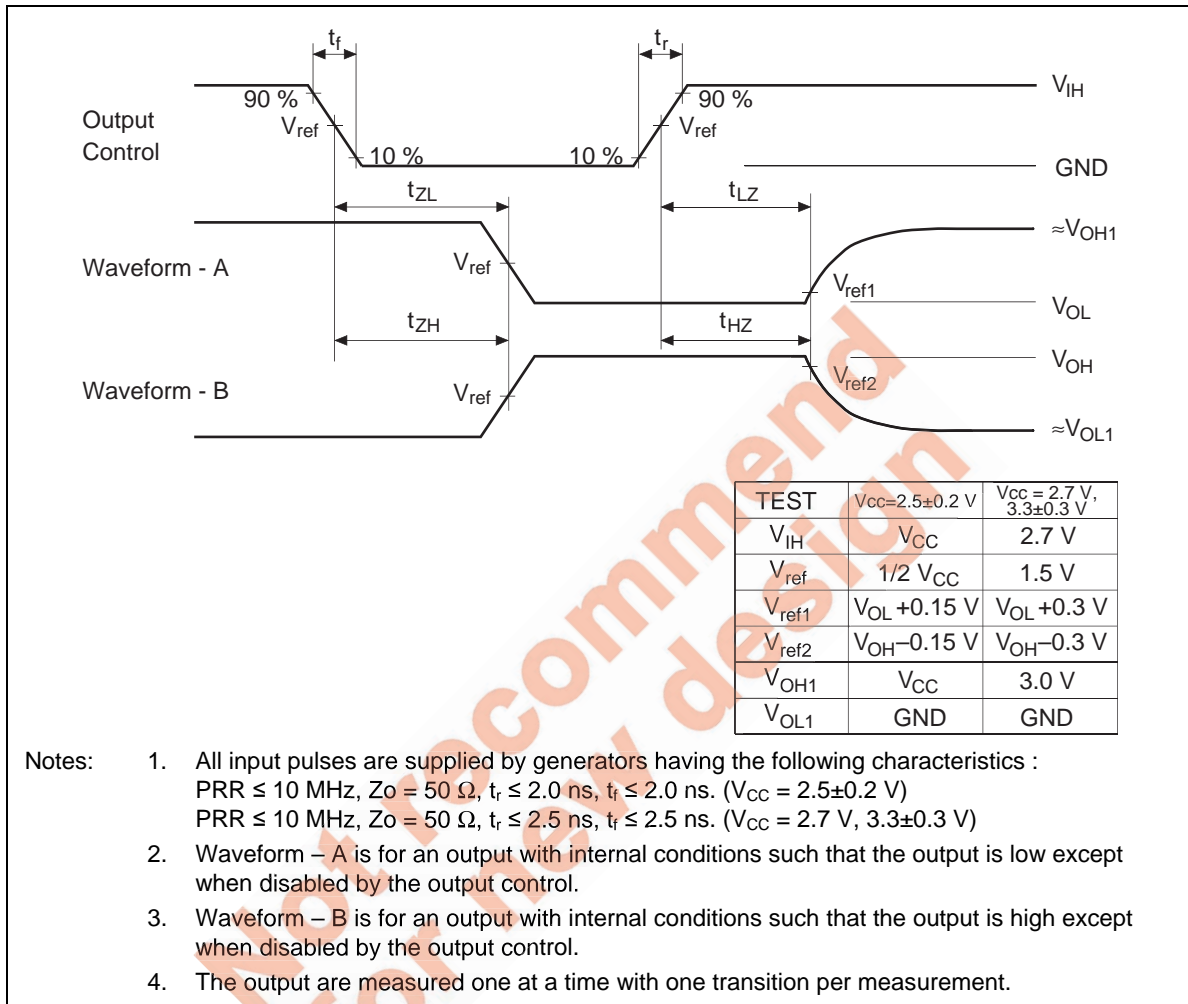 tf
tr
90 %
90 %
VIH
Output
Control
Vref
Vref
10 %
10 %
GND
tZL
tLZ
≈VOH1
Waveform - A
Vref
Vref1
VOL
tZH
tHZ
VOH
Waveform - B
Vref
Vref2
≈VOL1
TEST Vcc=2.5±0.2 V Vcc = 2.7 V, 3.3±0.3 V
VIH VCC 2.7 V
Vref 1/2 VCC 1.5 V
Vref1 VOL +0.15 V VOL +0.3 V
Vref2 VOH–0.15 V VOH–0.3 V
VOH1 VCC 3.0 V
VOL1 GND GND
Notes: 1. All input pulses are supplied by generators having the following characteristics :
PRR ≤ 10 MHz, Zo = 50 Ω, tr ≤ 2.0 ns, tf ≤ 2.0 ns. (VCC = 2.5±0.2 V)
PRR ≤ 10 MHz, Zo = 50 Ω, tr ≤ 2.5 ns, tf ≤ 2.5 ns. (VCC = 2.7 V, 3.3±0.3 V)
2. Waveform – A is for an output with internal conditions such that the output is low except
when disabled by the output control.
3. Waveform – B is for an output with internal conditions such that the output is high except
when disabled by the output control.
4. The output are measured one at a time with one transition per measurement.
Not recommend
for new design